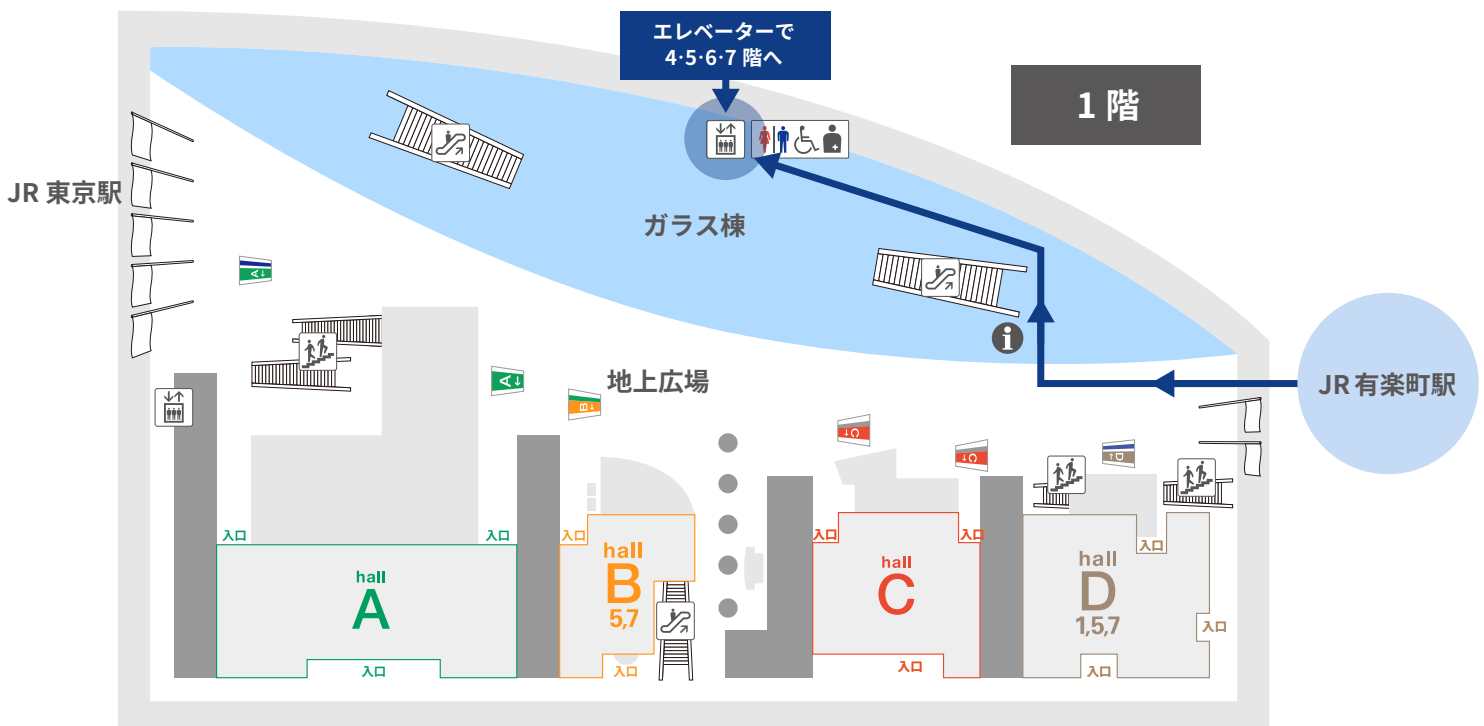 エレベーターで
4·5·6·7 階へ
1 階
JR 東京駅
ガラス棟
A
i
地上広場
A
B
JR 有楽町駅
C
C
D
入口
入口
入口
入口
入口
入口
hall
A
hall
B
5,7
hall
C
hall
D
1,5,7
入口
入口
入口
入口
入口